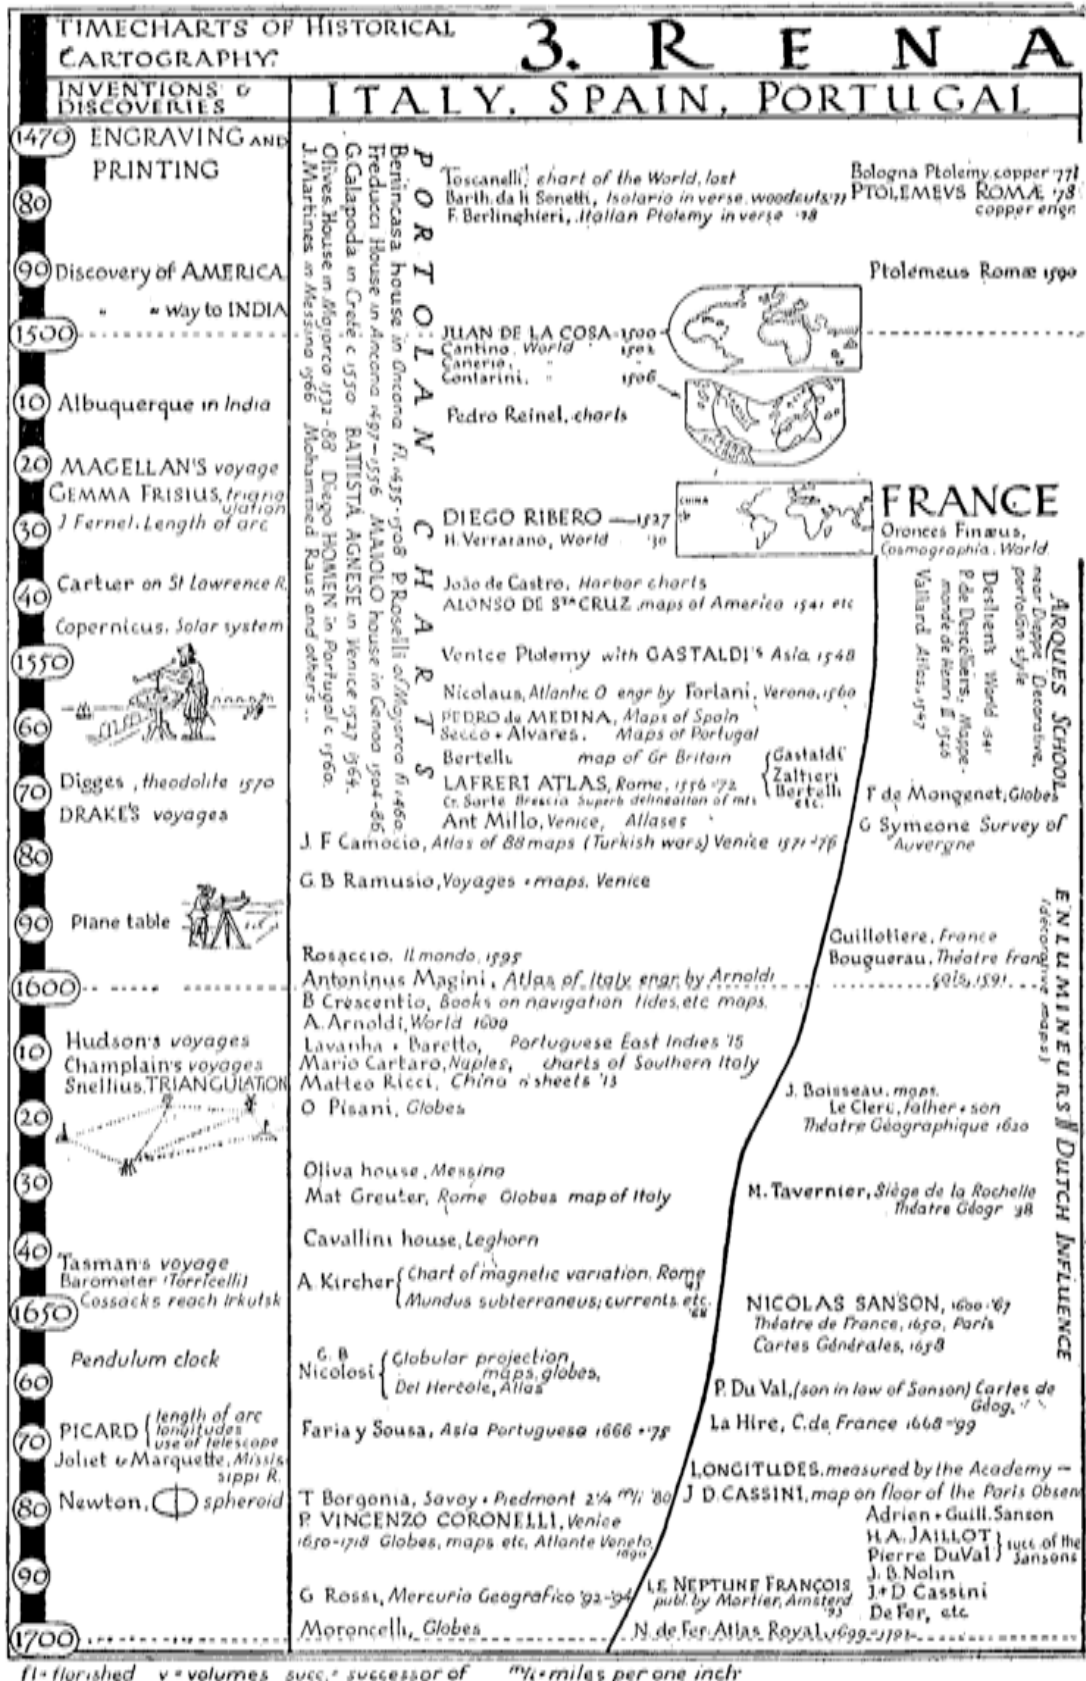 TIMECHARTS OF HISTORICAL
CARTOGRAPHY:
3. RENA
INVENTIONS &
DISCOVERIES
ITALY, SPAIN, PORTUGAL
1470 ENGRAVING AND
PRINTING
80
90 Discovery of AMERICA
" " way to INDIA
1500
10 Albuquerque in India
20 MAGELLAN'S voyage
GEMMA FRISIUS, triang
ulation
30 J Fernel. Length of arc
40 Cartier on St Lawrence R.
Copernicus. Solar system
1550
60
70 Digges, theodolite 1570
DRAKE'S voyages
80
90 Plane table
1600
10 Hudson's voyages
Champlain's voyages
Snellius, TRIANGULATION
20
30
40 Tasman's voyage
Barometer (Torricelli)
1650 Cossacks reach Irkutsk
Pendulum clock
60
70 PICARD { length of arc
longitudes
use of telescope
Joliet & Marquette, Missis-
sippi R.
80 Newton, spheroid
90
1700
PORTOLAN CHARTS
Benincasa house in Ancona fl. 1435-1508 P. Roselli of Mayorca fl 1460
Freducci House in Ancona 1497-1556 MAIOLO house in Genoa 1504-86
G. Calapoda in Crete c 1550 BATISTA AGNESE in Venice 1527 1564
Olives House in Majorca 1532-88 Diego HOMEN in Portugal c 1560.
J. Martines in Messina 1566 Mohammed Raus and others ..
Toscanelli, chart of the World, lost
Barth. da li Sonetti, Isolario in verse. woodcuts '77
F. Berlinghieri, Italian Ptolemy in verse '78
Bologna Ptolemy. copper '77!
PTOLEMEVS ROMÆ '78
copper engr.
Ptolemeus Romæ 1590
JUAN DE LA COSA-1500
Cantino. World 1502
Canerio, "
Contarini, " 1506
Pedro Reinel, charts
CHINA
DIEGO RIBERO —1527
H. Verrazano, World '30
João de Castro, Harbor charts
ALONSO DE Sta CRUZ, maps of America 1541 etc
Venice Ptolemy with GASTALDI'S Asia 1548
Nicolaus, Atlantic O engr by Forlani, Verona, 1560
PEDRO de MEDINA, Maps of Spain
Secco + Alvares, Maps of Portugal
Bertelli map of Gr Britain
LAFRERI ATLAS, Rome, 1556-'72
{ Gastaldi
Zaltieri
Bertelli
etc.
Cr. Sorte Brescia Superb delineation of mts
Ant Millo, Venice, Atlases
J. F Camocio, Atlas of 88 maps (Turkish wars) Venice 1571-'76
G. B Ramusio, Voyages + maps. Venice
Rosaccio. Il mondo, 1595
Antoninus Magini, Atlas of Italy engr. by Arnoldi
B Crescentio, Books on navigation tides, etc maps.
A. Arnoldi, World 1600
Lavanha + Baretto, Portuguese East Indies '15
Mario Cartaro, Naples, charts of Southern Italy
Matteo Ricci, China n sheets '13
O Pisani, Globes
Oliva house, Messina
Mat Greuter, Rome Globes map of Italy
Cavallini house, Leghorn
A. Kircher { Chart of magnetic variation. Rome '43
Mundus subterraneus; currents etc. '68
G. B Nicolosi { Globular projection
maps, globes,
Del Hercole, Atlas
Faria y Sousa, Asia Portuguesa 1666 + '75
T Borgonia, Savoy + Piedmont 2¼ m/i '80
P. VINCENZO CORONELLI, Venice
1650-1718 Globes, maps etc, Atlante Veneto
1690
G Rossi, Mercurio Geografico '92-'94
Moroncelli, Globes
FRANCE
Oronces Finæus,
Cosmographia. World.
ARQUES SCHOOL
near Dieppe Decorative,
portolan style
Deslien's World 1541
P. de Descéliers, Mappe-
monde de Henri II 1546
Vallard Atlas, 1547
F de Mongenet, Globes
G Symeone Survey of
Auvergne
ENLUMINEURS // DUTCH INFLUENCE
(décorative maps)
Guillotiere, France
Bouguerau, Théatre Fran
çois, 1591
J. Boisseau, maps.
Le Clerc, father + son
Théatre Géographique 1620
M. Tavernier, Siège de la Rochelle
Théatre Géogr '38
NICOLAS SANSON, 1600-'67
Théatre de France, 1650, Paris
Cartes Générales, 1658
P. Du Val, (son in law of Sanson) Cartes de
Géog.
La Hire, C. de France 1668-'99
LONGITUDES, measured by the Academy —
J D. CASSINI, map on floor of the Paris Observ
Adrien + Guill. Sanson
H. A. JAILLOT
Pierre DuVal } succ. of the
Sansons
J. B. Nolin
J. + D Cassini
De Fer, etc
LE NEPTUNE FRANÇOIS
publ. by Mortier, Amsterd
'93
N. de Fer Atlas Royal, 1699-1702
fl = florished v = volumes succ. = successor of m/i = miles per one inch